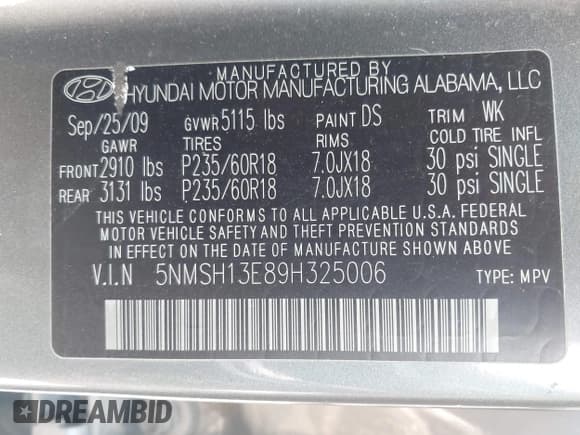 MANUFACTURED BY
HYUNDAI MOTOR MANUFACTURING ALABAMA, LLC
Sep/25/09 GVWR 5115 lbs PAINT DS TRIM WK
GAWR TIRES RIMS COLD TIRE INFL
FRONT 2910 lbs P235/60R18 7.0JX18 30 psi SINGLE
REAR 3131 lbs P235/60R18 7.0JX18 30 psi SINGLE
THIS VEHICLE CONFORMS TO ALL APPLICABLE U.S.A. FEDERAL
MOTOR VEHICLE SAFETY AND THEFT PREVENTION STANDARDS
IN EFFECT ON THE DATE OF MANUFACTURE SHOWN ABOVE.
V.I.N 5NMSH13E89H325006 TYPE: MPV
DREAMBID